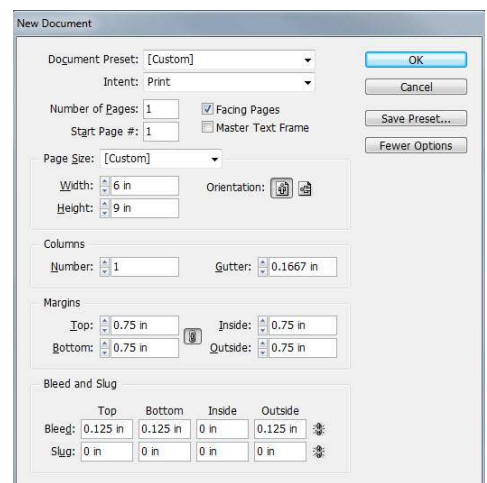 New Document
Document Preset: [Custom]
Intent: Print
Number of Pages: 1
Facing Pages
Start Page #: 1
Master Text Frame
Page Size: [Custom]
Width: 6 in
Orientation:
Height: 9 in
Columns
Number: 1
Gutter: 0.1667 in
Margins
Top: 0.75 in
Inside: 0.75 in
Bottom: 0.75 in
Outside: 0.75 in
Bleed and Slug
Top Bottom Inside Outside
Bleed: 0.125 in 0.125 in 0 in 0.125 in
Slug: 0 in 0 in 0 in 0 in
OK
Cancel
Save Preset...
Fewer Options